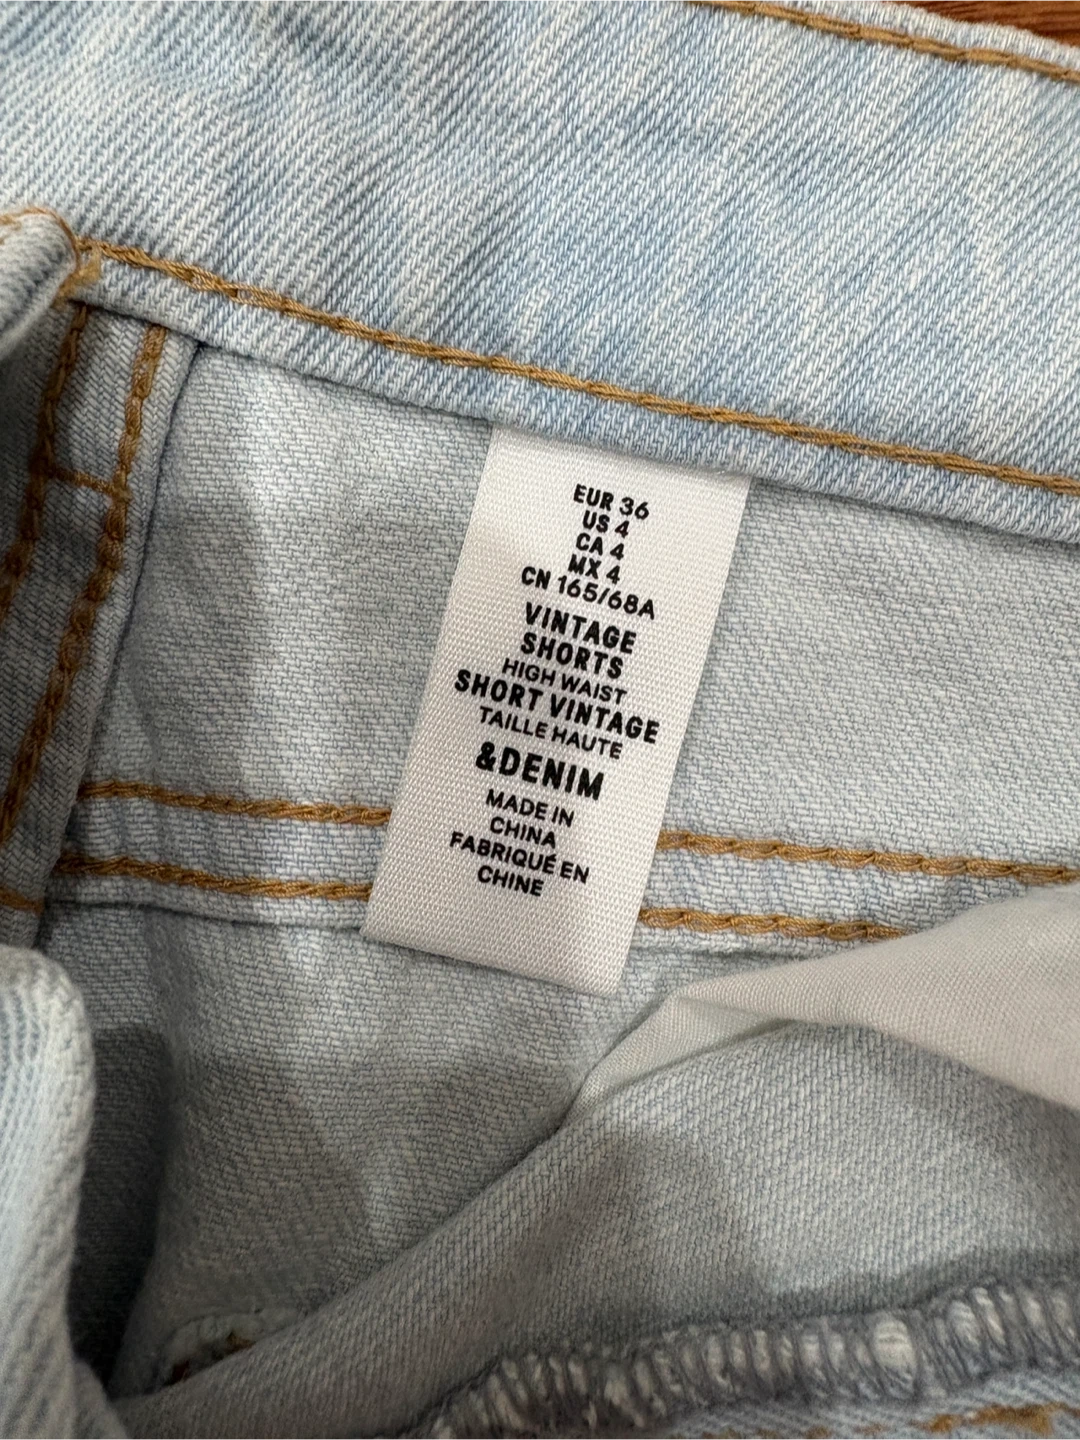 EUR 36
US 4
CA 4
MX 4
CN 165/68A
VINTAGE
SHORTS
HIGH WAIST
SHORT VINTAGE
TAILLE HAUTE
&DENIM
MADE IN
CHINA
FABRIQUÉ EN
CHINE